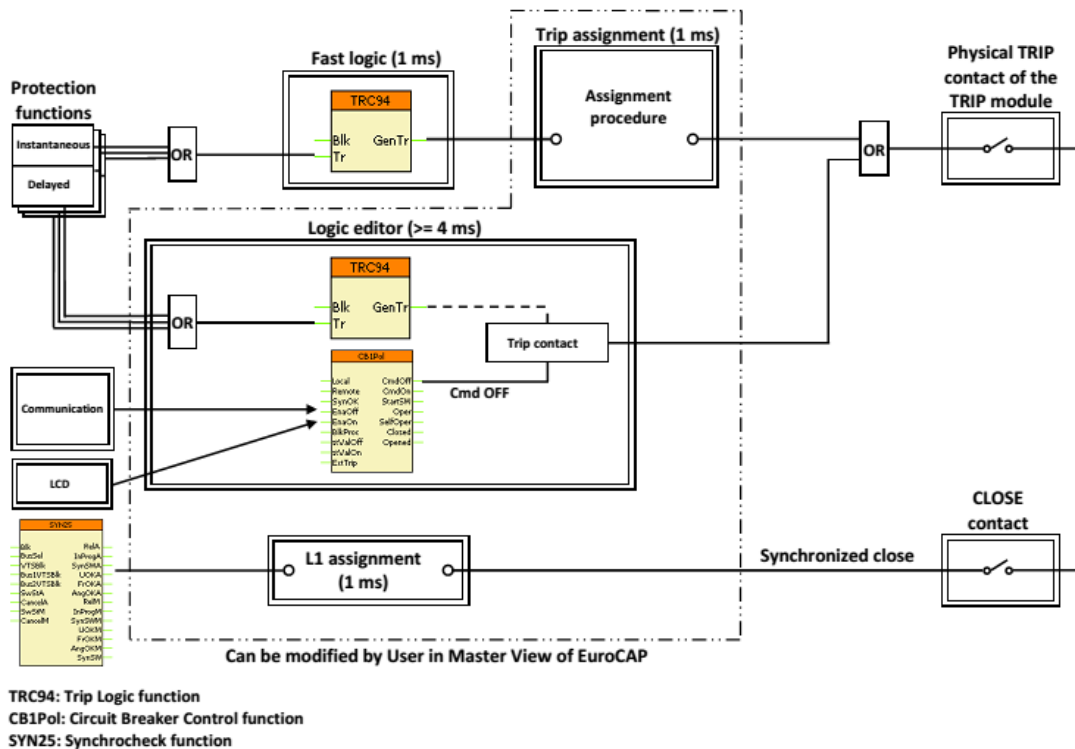 Trip assignment (1 ms)
Fast logic (1 ms)
Physical TRIP
contact of the
TRIP module
Protection
functions
TRC94
Assignment
procedure
Instantaneous
Blk GenTr
Tr
OR
OR
Delayed
Logic editor (>= 4 ms)
TRC94
Blk GenTr
Tr
OR
Trip contact
CB1Pol
Local CmdOff
Remote CmdOn
SynOK StartSW
EnaOff Oper
EnaOn SelfOper
BlkProc Closed
stValOff Opened
stValOn
ExtTrip
Cmd OFF
Communication
LCD
CLOSE
contact
SYN25
Blk RelA
BusSel InProgA
VTSBlk SynSWA
Bus1VTSBlk UOKA
Bus2VTSBlk FrOKA
SwStA AngOKA
CancelA RelM
SwStM InProgM
CancelM SynSWM
UOKM
FrOKM
AngOKM
SynSW
L1 assignment
(1 ms)
Synchronized close
Can be modified by User in Master View of EuroCAP
TRC94: Trip Logic function
CB1Pol: Circuit Breaker Control function
SYN25: Synchrocheck function